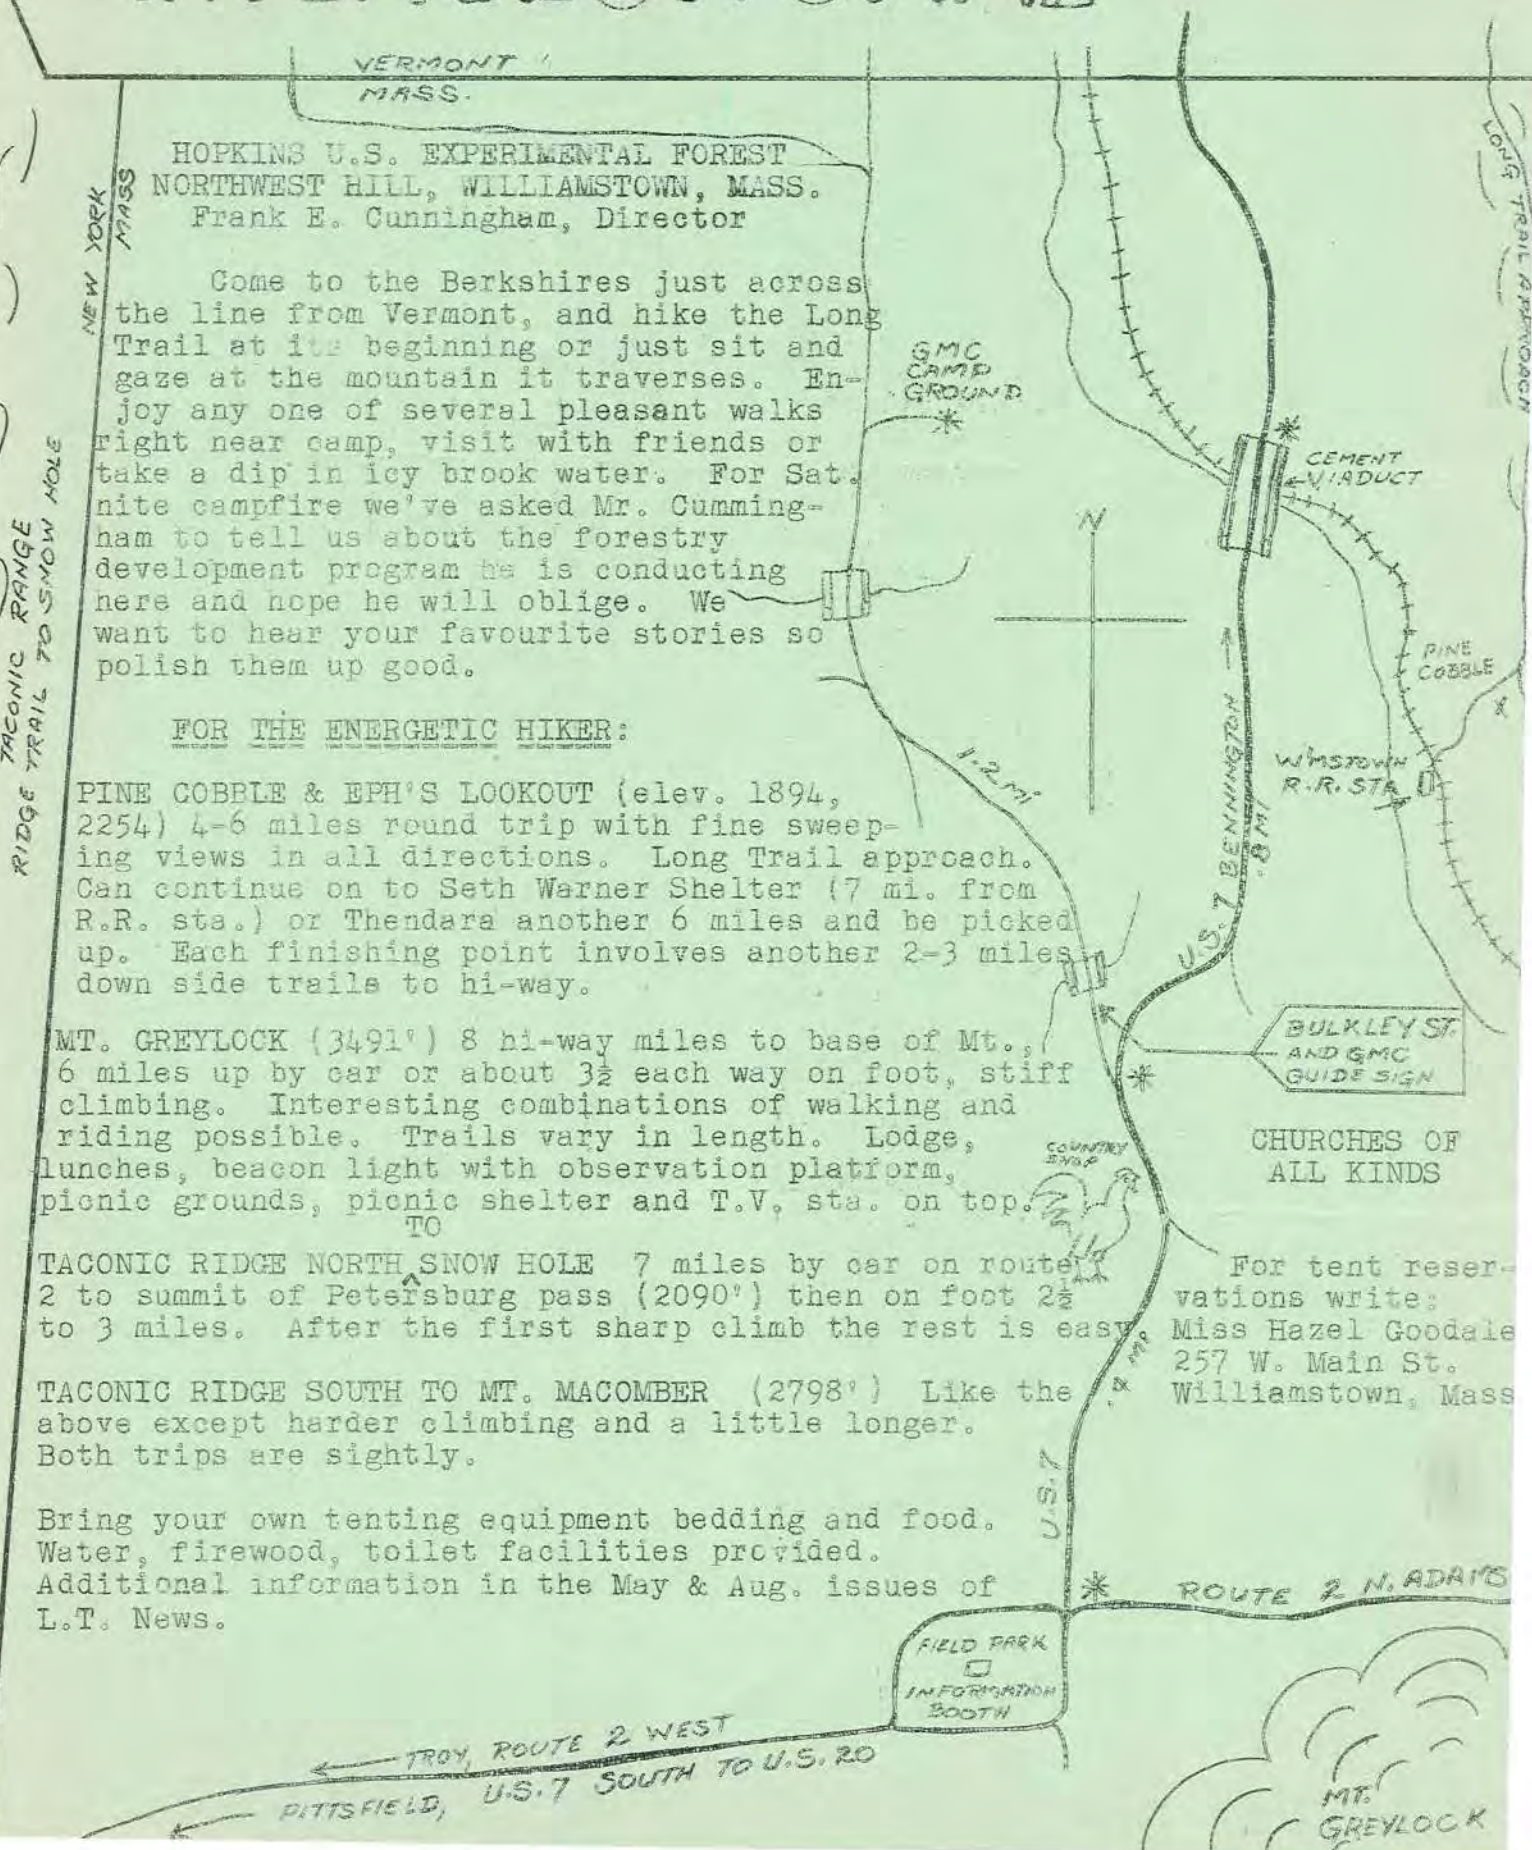 VERMONT
MASS.
HOPKINS U.S. EXPERIMENTAL FOREST
NORTHWEST HILL, WILLIAMSTOWN, MASS.
Frank E. Cunningham, Director
NEW YORK
MASS
TACONIC RANGE
RIDGE TRAIL TO SNOW HOLE
Come to the Berkshires just across
the line from Vermont, and hike the Long
Trail at its beginning or just sit and
gaze at the mountain it traverses. En-
joy any one of several pleasant walks
right near camp, visit with friends or
take a dip in icy brook water. For Sat.
nite campfire we've asked Mr. Cumming-
ham to tell us about the forestry
development program he is conducting
here and hope he will oblige. We
want to hear your favourite stories so
polish them up good.
FOR THE ENERGETIC HIKER:
PINE COBBLE & EPH'S LOOKOUT (elev. 1894,
2254) 4-6 miles round trip with fine sweep-
ing views in all directions. Long Trail approach.
Can continue on to Seth Warner Shelter (7 mi. from
R.R. sta.) or Thendara another 6 miles and be picked
up. Each finishing point involves another 2-3 miles
down side trails to hi-way.
MT. GREYLOCK (3491') 8 hi-way miles to base of Mt.,
6 miles up by car or about 3½ each way on foot, stiff
climbing. Interesting combinations of walking and
riding possible. Trails vary in length. Lodge,
lunches, beacon light with observation platform,
picnic grounds, picnic shelter and T.V. sta. on top.
TO
TACONIC RIDGE NORTH ^ SNOW HOLE 7 miles by car on route
2 to summit of Petersburg pass (2090') then on foot 2½
to 3 miles. After the first sharp climb the rest is easy
TACONIC RIDGE SOUTH TO MT. MACOMBER (2798') Like the
above except harder climbing and a little longer.
Both trips are sightly.
Bring your own tenting equipment bedding and food.
Water, firewood, toilet facilities provided.
Additional information in the May & Aug. issues of
L.T. News.
LONG TRAIL APPROACH
GMC
CAMP
GROUND
CEMENT
VIADUCT
N
PINE
COBBLE
WMSTOWN
R.R. STA
1.2 MI
U.S. 7 BENNINGTON
.8 MI
BULKLEY ST.
AND GMC
GUIDE SIGN
COUNTRY
SHOP
CHURCHES OF
ALL KINDS
For tent reser-
vations write:
Miss Hazel Goodale
257 W. Main St.
Williamstown, Mass
U.S. 7
ROUTE 2 N. ADAMS
FIELD PARK
INFORMATION
BOOTH
TROY, ROUTE 2 WEST
PITTSFIELD, U.S. 7 SOUTH TO U.S. 20
MT.
GREYLOCK